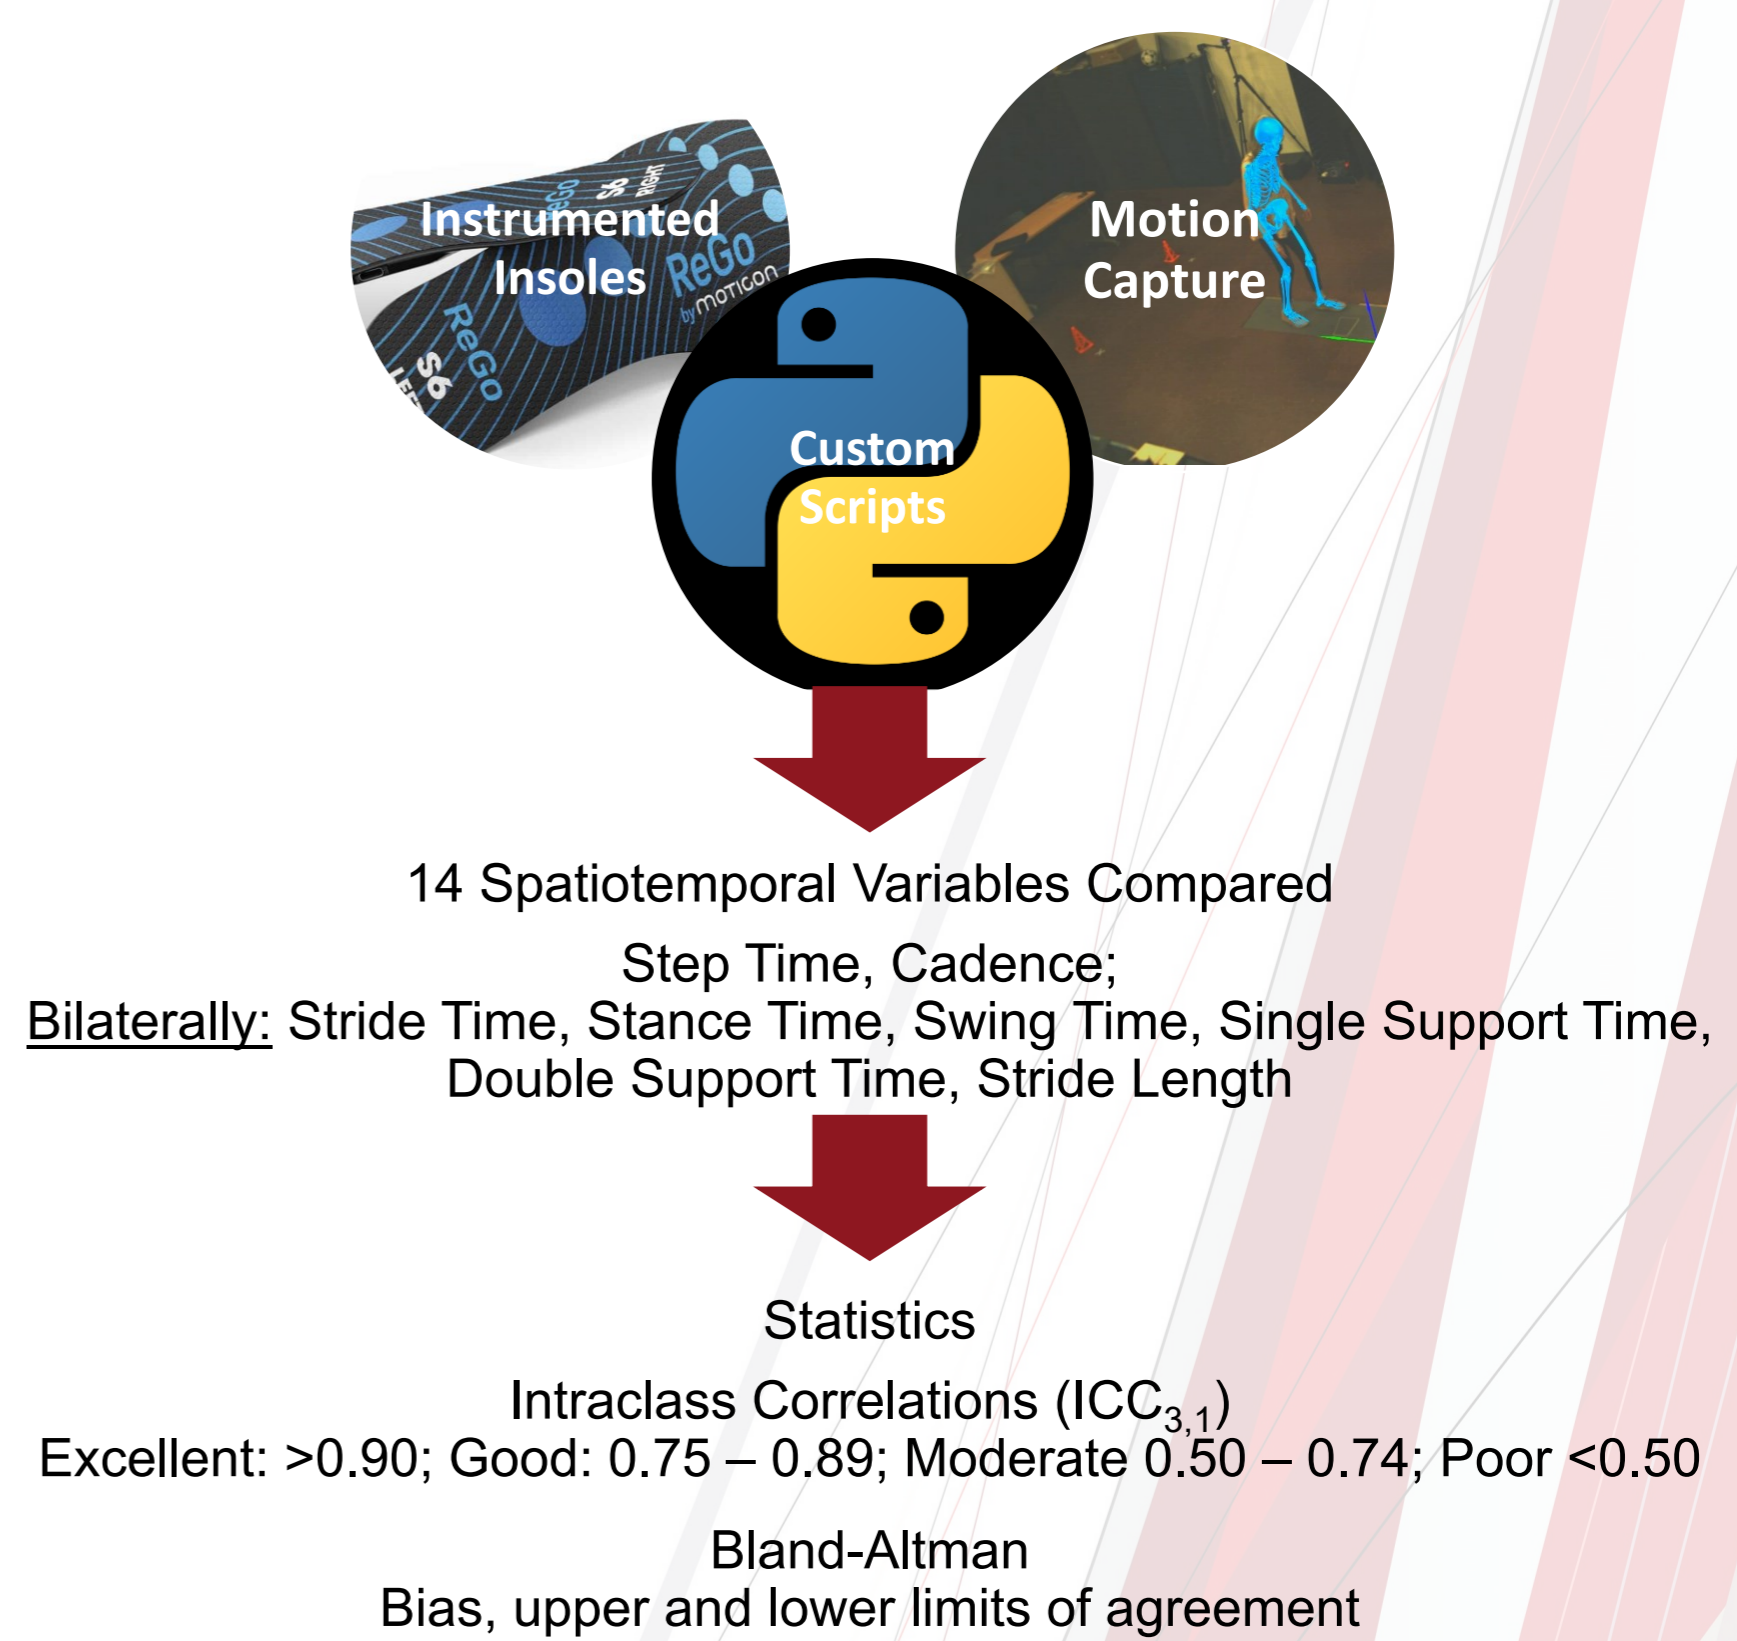 Instrumented
Insoles
ReGo
S6
RIGHT
ReGo
by moticon
ReGo
S6
Motion
Capture
Custom
Scripts
14 Spatiotemporal Variables Compared
Step Time, Cadence;
Bilaterally: Stride Time, Stance Time, Swing Time, Single Support Time,
Double Support Time, Stride Length
Statistics
Intraclass Correlations (ICC3,1)
Excellent: >0.90; Good: 0.75 – 0.89; Moderate 0.50 – 0.74; Poor <0.50
Bland-Altman
Bias, upper and lower limits of agreement